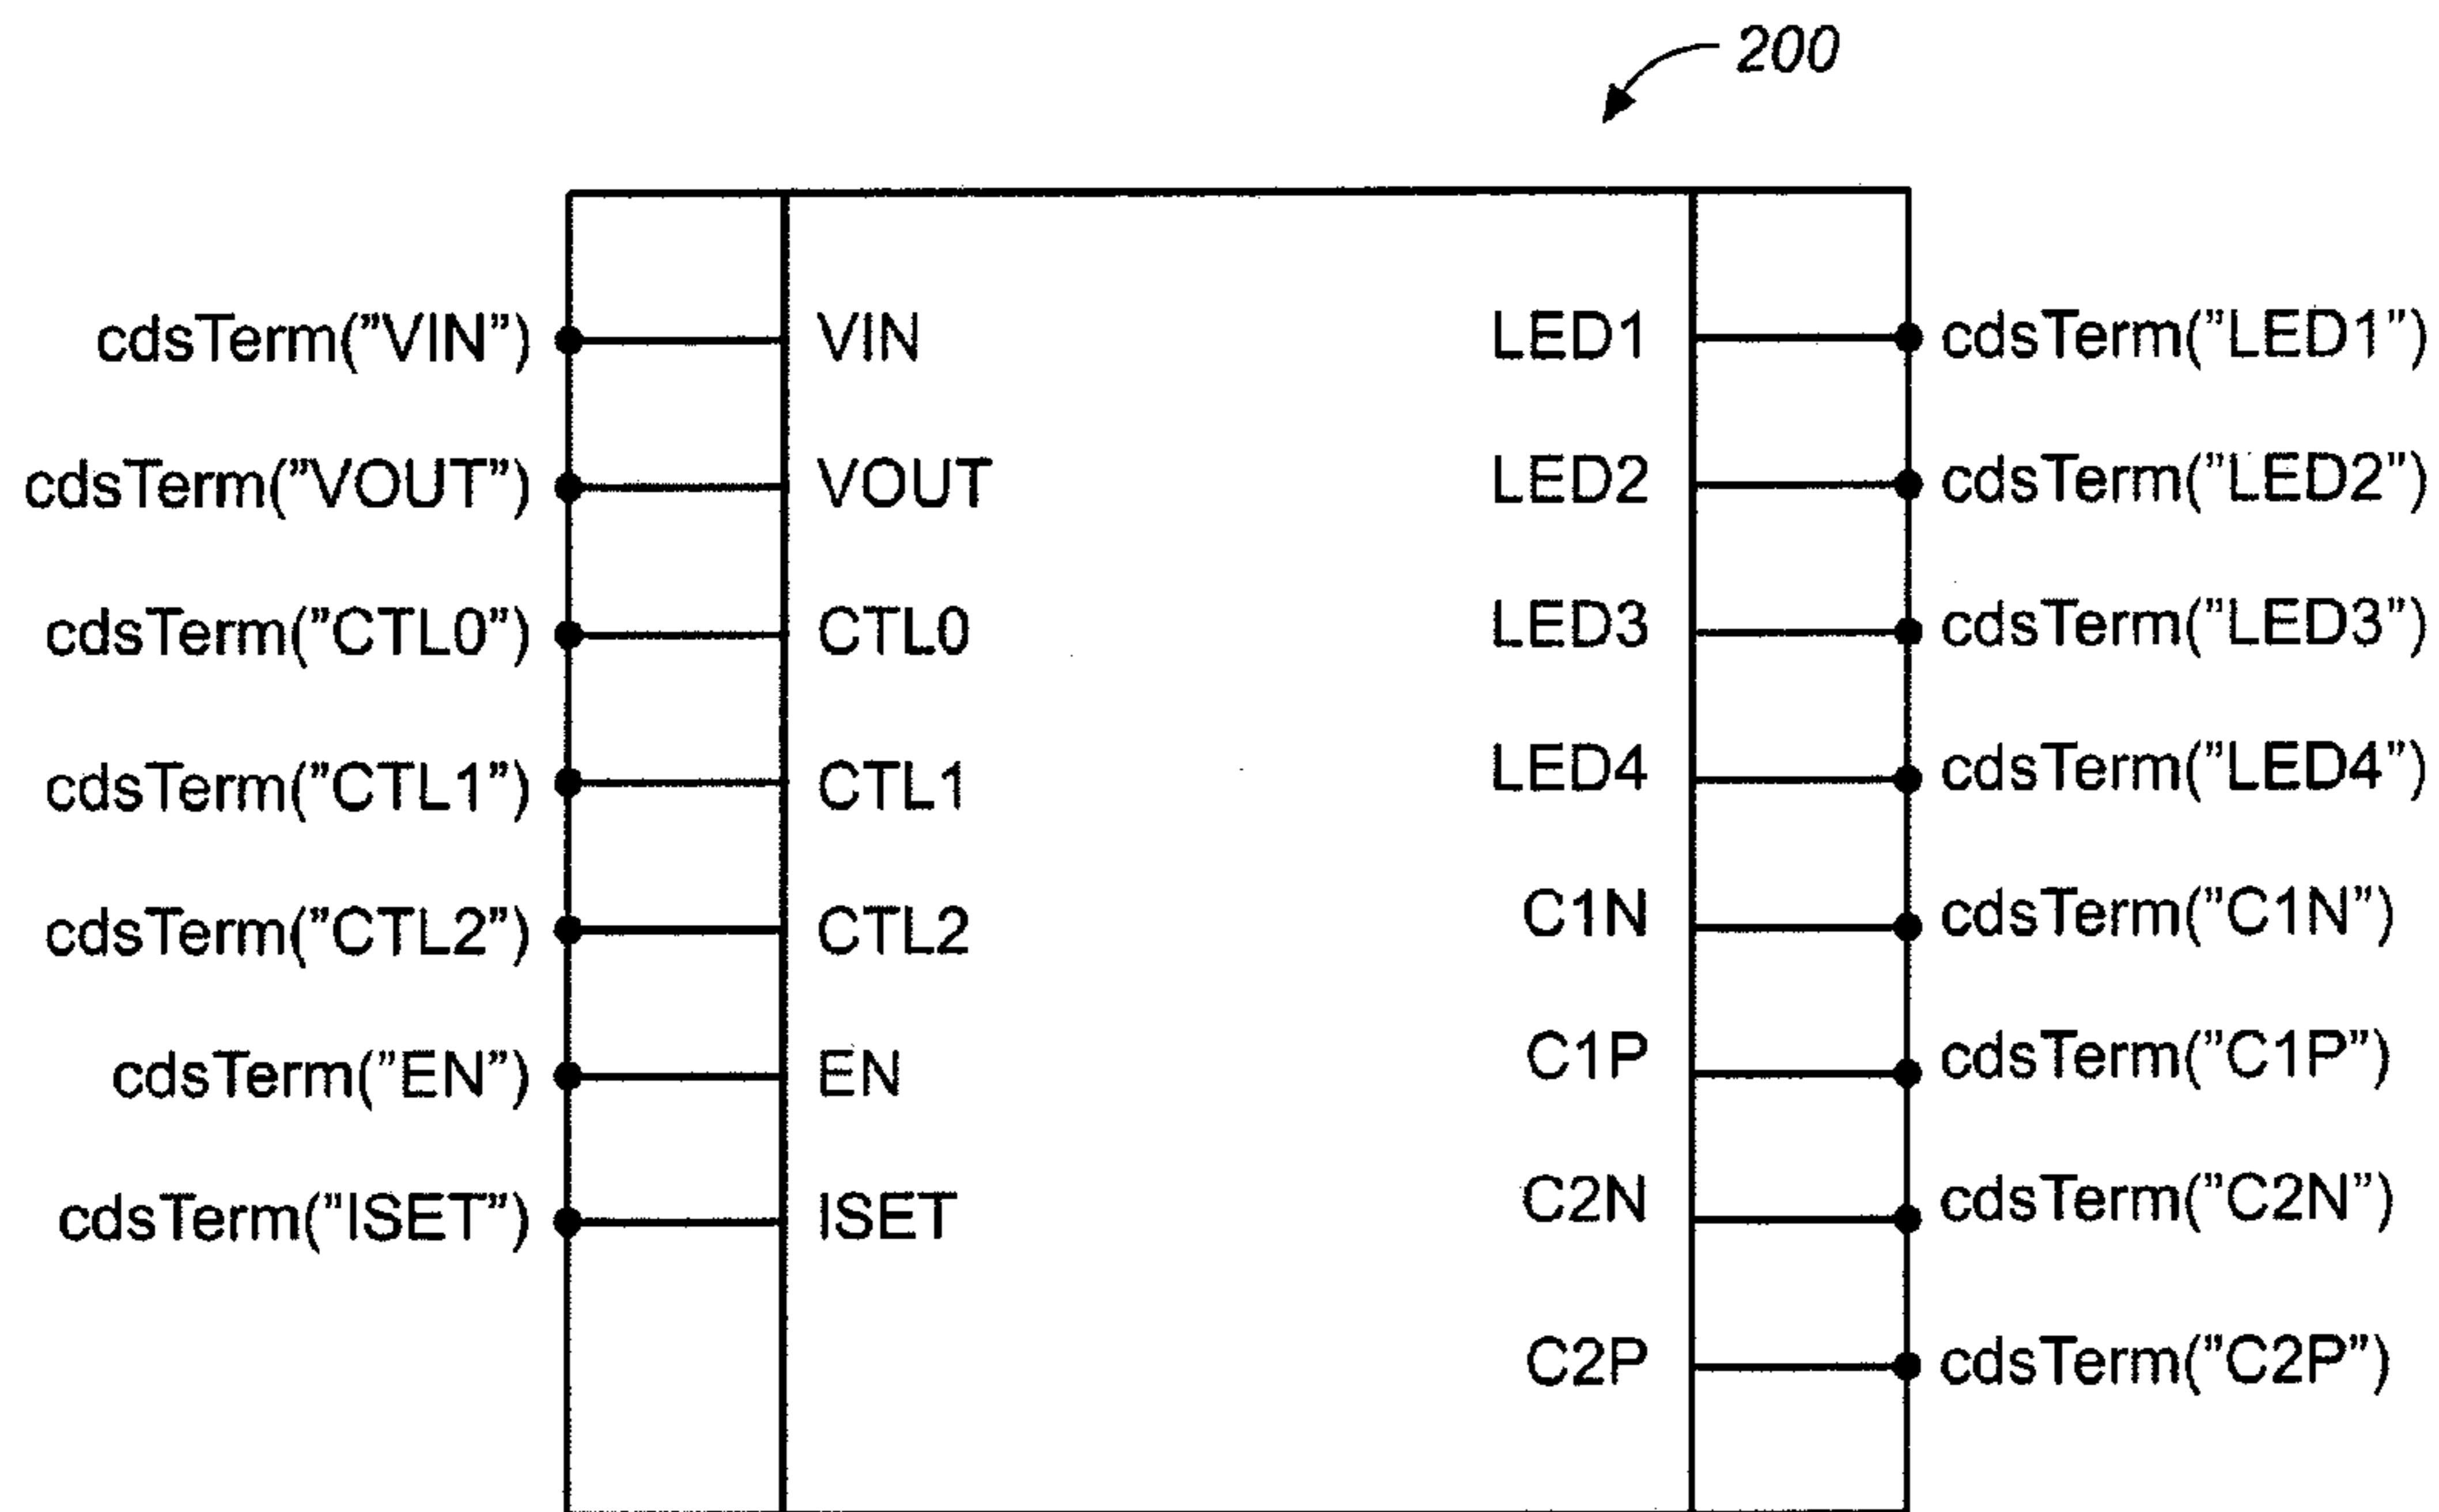 200
cdsTerm(”VIN”) VIN LED1 cdsTerm(”LED1”)
cdsTerm(”VOUT”) VOUT LED2 cdsTerm(”LED2”)
cdsTerm(”CTL0”) CTL0 LED3 cdsTerm(”LED3”)
cdsTerm(”CTL1”) CTL1 LED4 cdsTerm(”LED4”)
cdsTerm(”CTL2”) CTL2 C1N cdsTerm(”C1N”)
cdsTerm(”EN”) EN C1P cdsTerm(”C1P”)
cdsTerm(”ISET”) ISET C2N cdsTerm(”C2N”)
C2P cdsTerm(”C2P”)